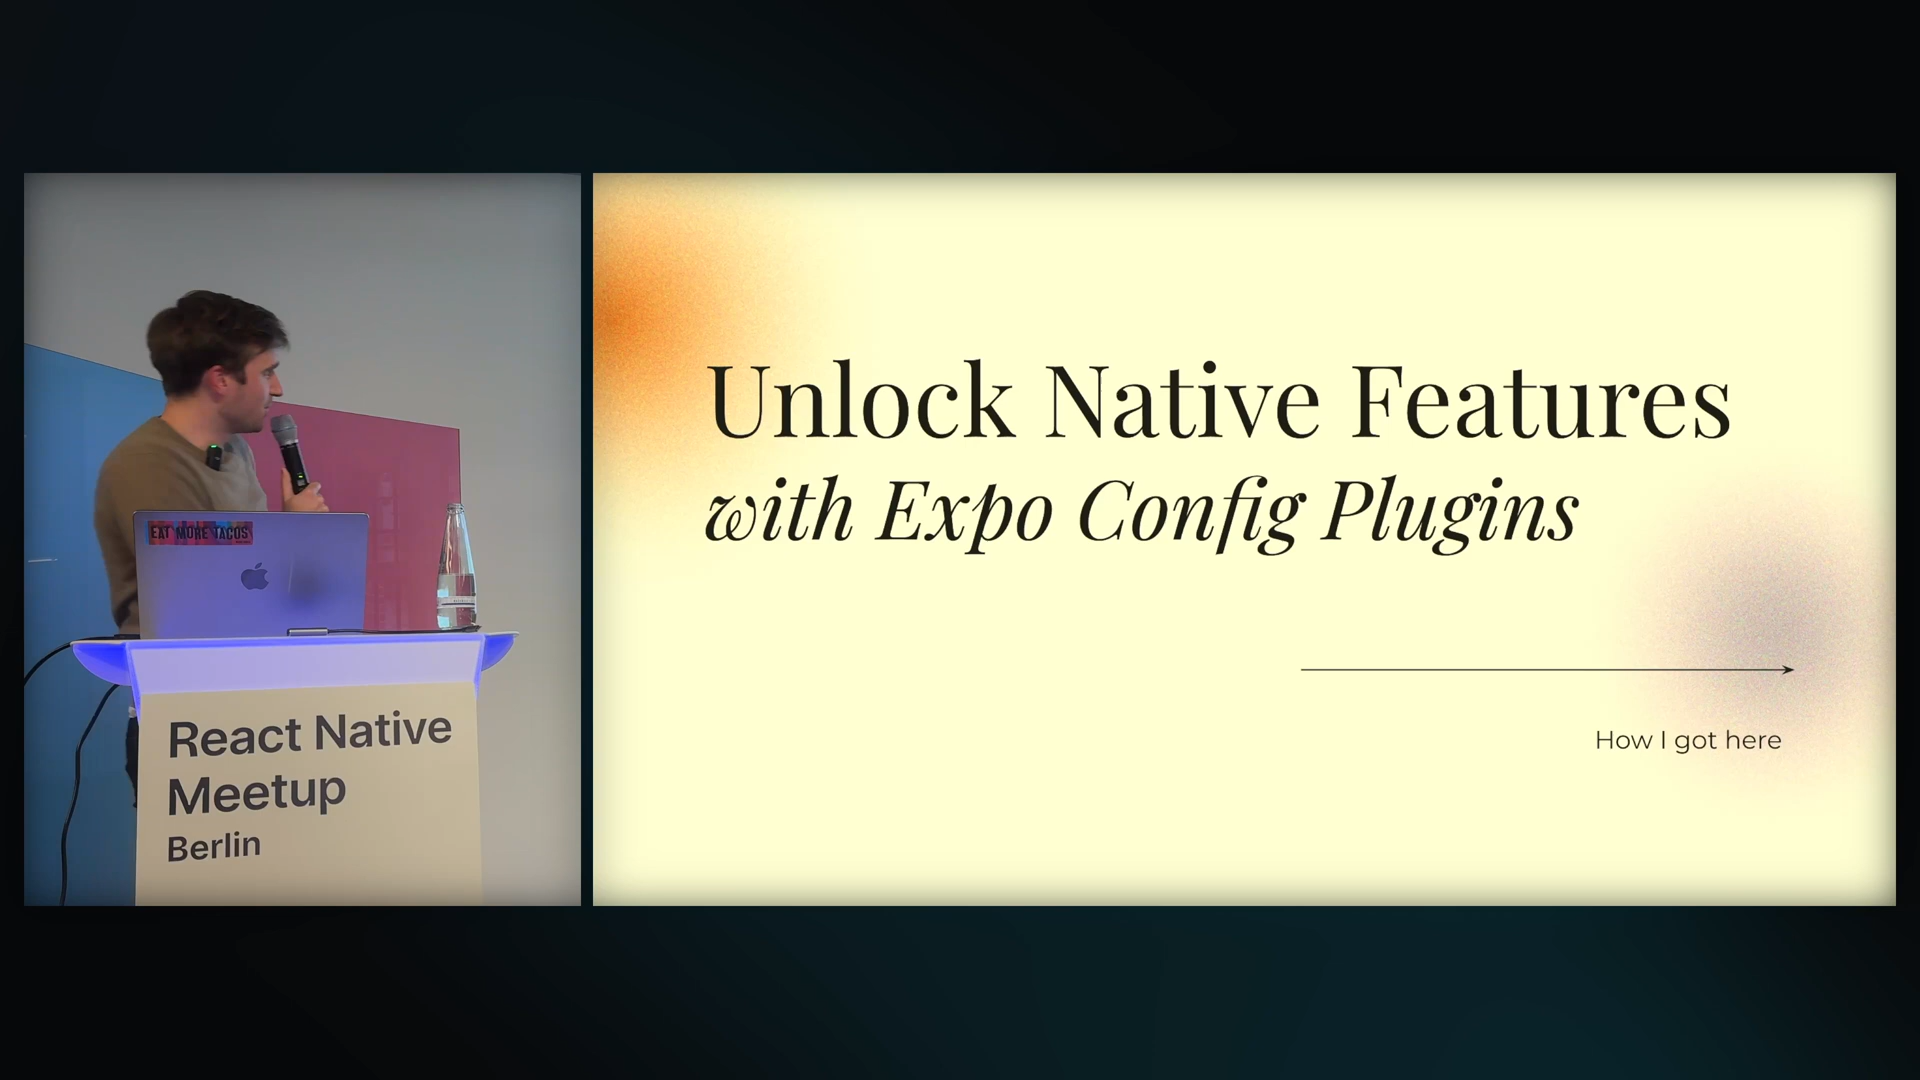 EAT MORE TACOS
React Native
Meetup
Berlin
Unlock Native Features
with Expo Config Plugins
How I got here